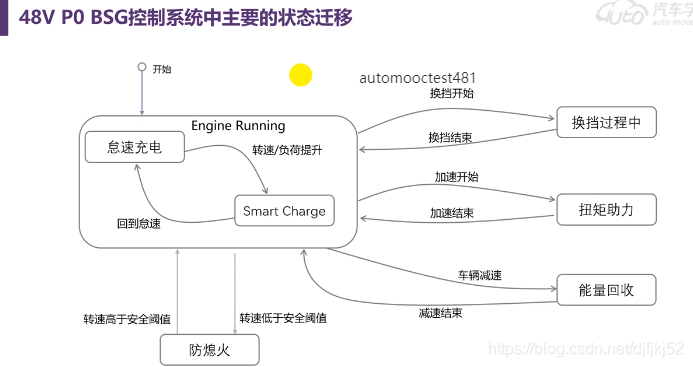 48V P0 BSG控制系统中主要的状态迁移
汽车学
auto-mooc
开始
automooctest481
换挡开始
Engine Running
换挡过程中
怠速充电
转速/负荷提升
换挡结束
加速开始
Smart Charge
扭矩助力
回到怠速
加速结束
车辆减速
能量回收
减速结束
转速高于安全阈值
转速低于安全阈值
防熄火
https://blog.csdn.net/djfjkj52